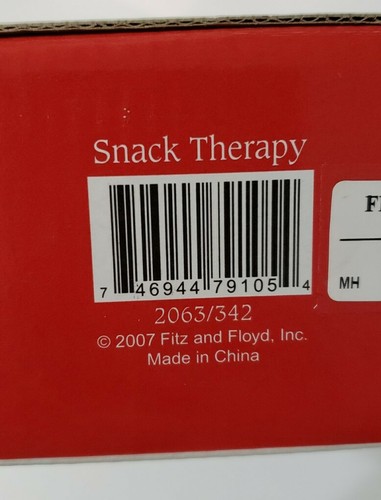 Snack Therapy
7 46944 79105 4
2063/342
© 2007 Fitz and Floyd, Inc.
Made in China
MH